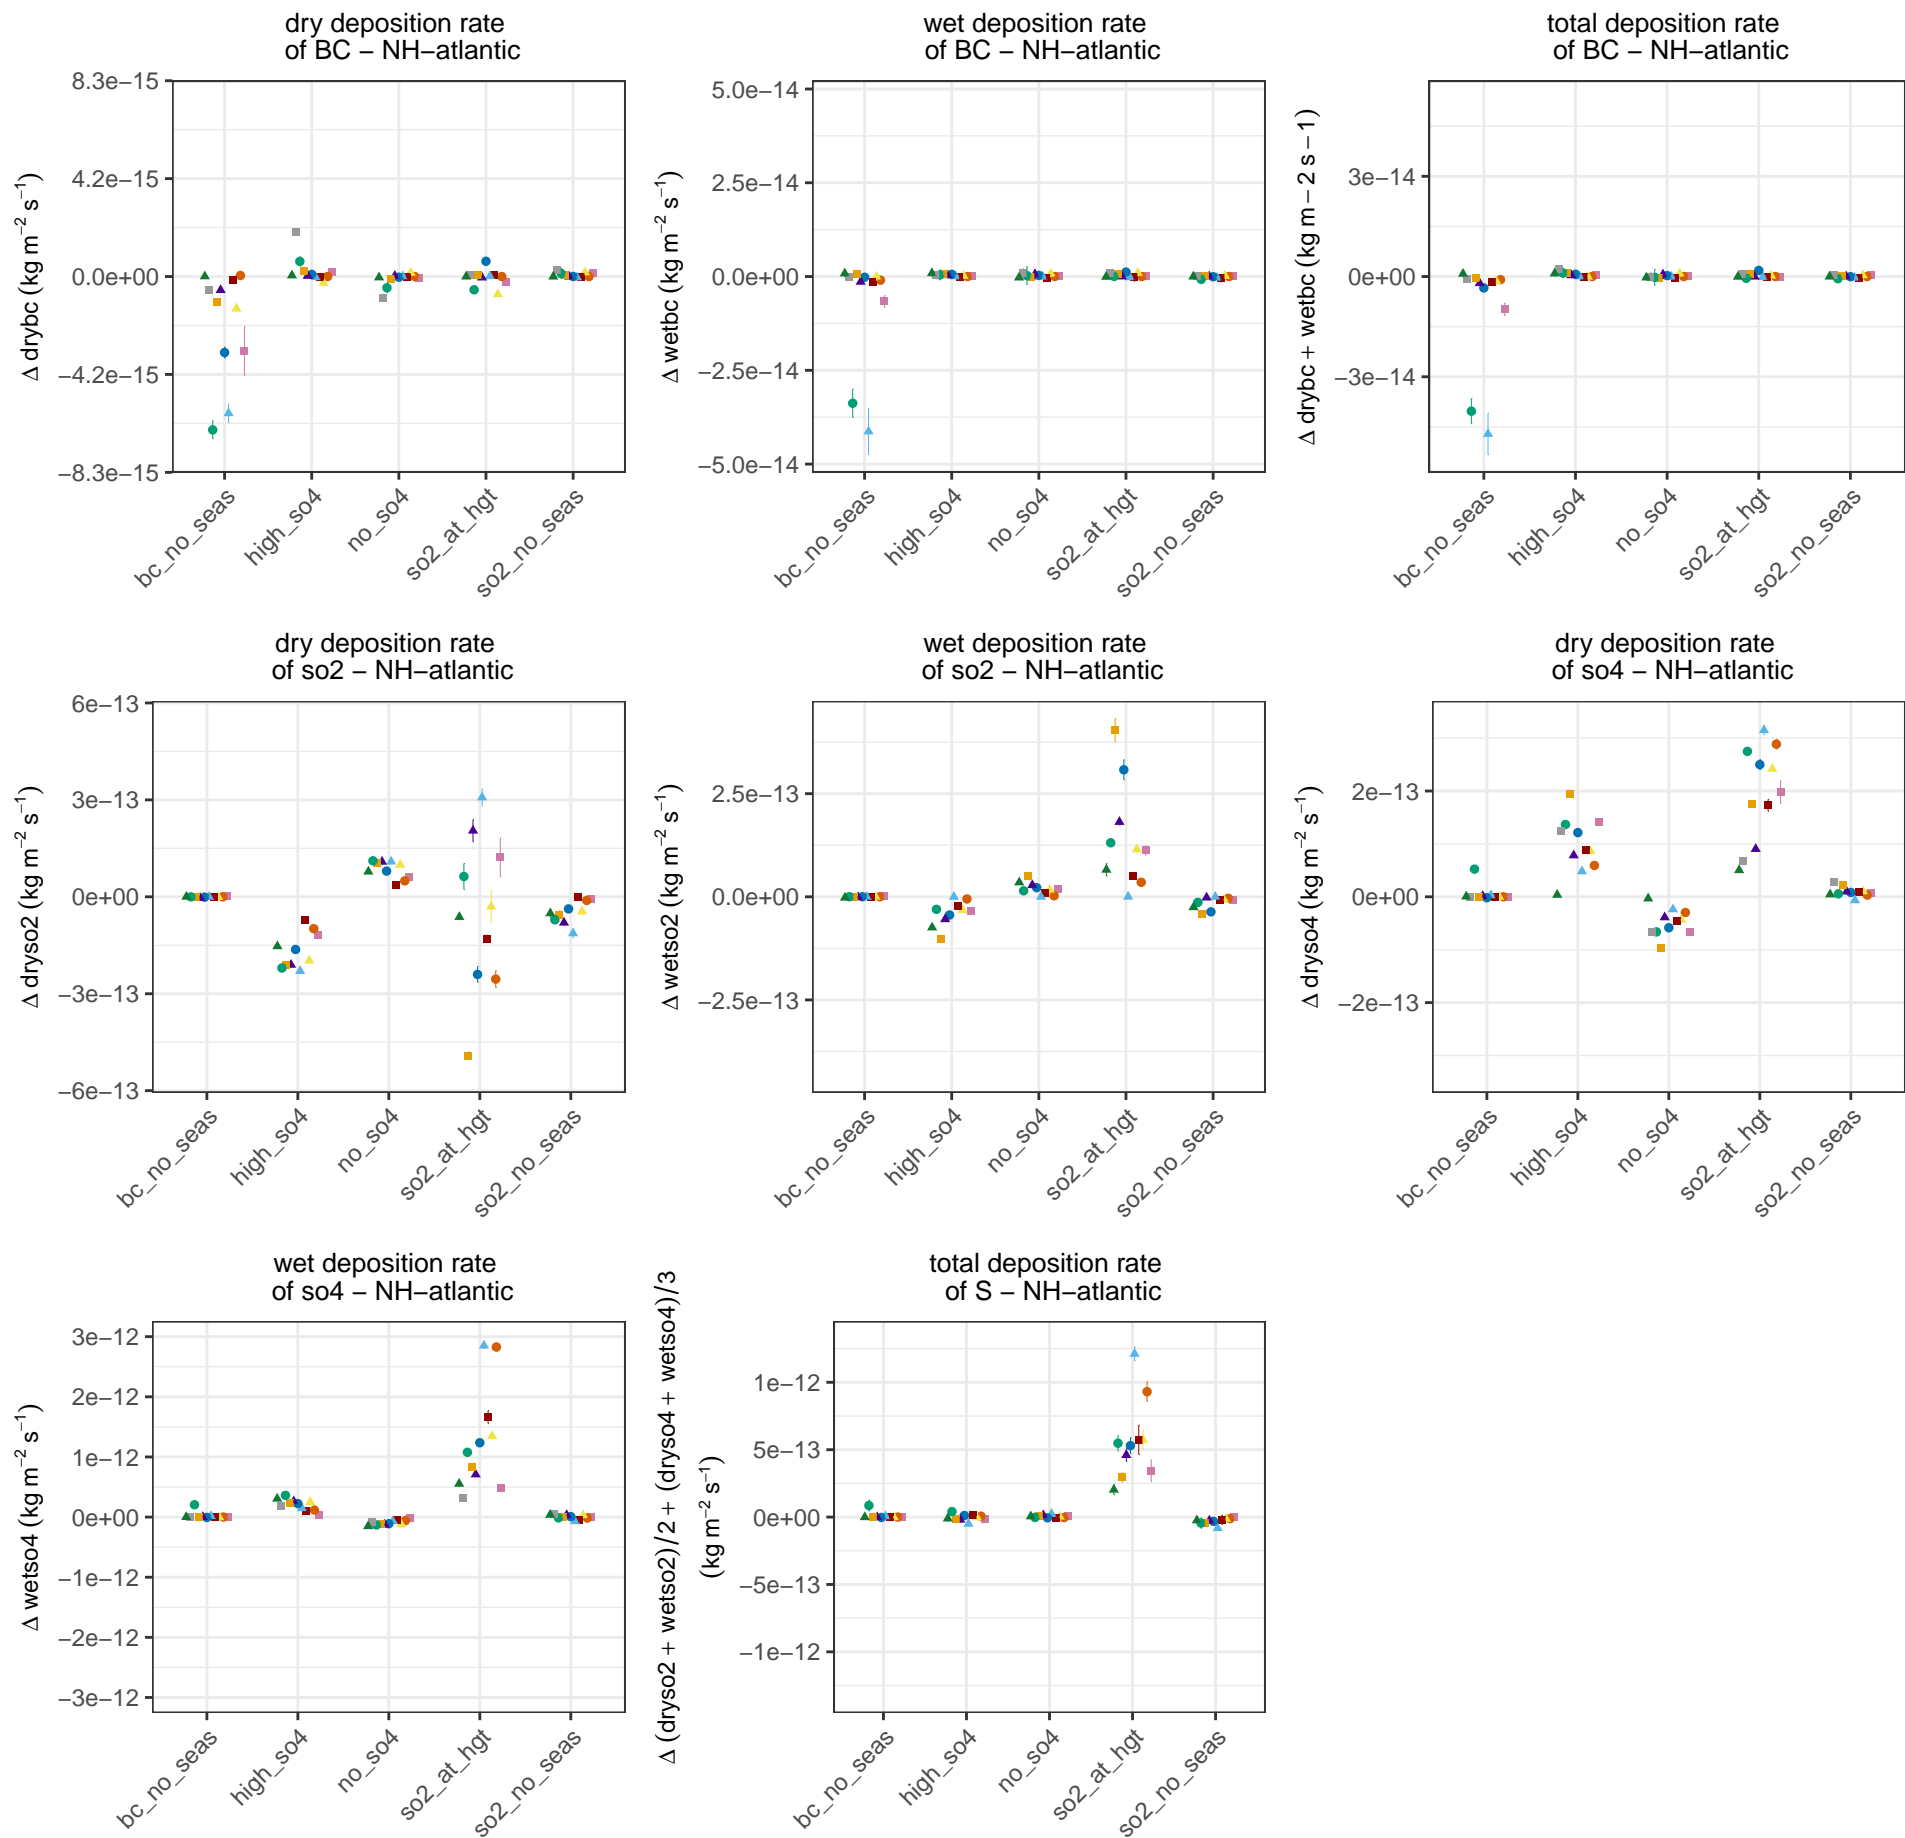 dry deposition rate
of BC − NH−atlantic
8.3e−15
4.2e−15
0.0e+00
−4.2e−15
−8.3e−15
Δ drybc (kg m−2 s−1)
bc_no_seas
high_so4
no_so4
so2_at_hgt
so2_no_seas
wet deposition rate
of BC − NH−atlantic
5.0e−14
2.5e−14
0.0e+00
−2.5e−14
−5.0e−14
Δ wetbc (kg m−2 s−1)
bc_no_seas
high_so4
no_so4
so2_at_hgt
so2_no_seas
total deposition rate
of BC − NH−atlantic
3e−14
0e+00
−3e−14
Δ drybc + wetbc (kg m − 2 s − 1)
bc_no_seas
high_so4
no_so4
so2_at_hgt
so2_no_seas
dry deposition rate
of so2 − NH−atlantic
6e−13
3e−13
0e+00
−3e−13
−6e−13
Δ dryso2 (kg m−2 s−1)
bc_no_seas
high_so4
no_so4
so2_at_hgt
so2_no_seas
wet deposition rate
of so2 − NH−atlantic
2.5e−13
0.0e+00
−2.5e−13
Δ wetso2 (kg m−2 s−1)
bc_no_seas
high_so4
no_so4
so2_at_hgt
so2_no_seas
dry deposition rate
of so4 − NH−atlantic
2e−13
0e+00
−2e−13
Δ dryso4 (kg m−2 s−1)
bc_no_seas
high_so4
no_so4
so2_at_hgt
so2_no_seas
wet deposition rate
of so4 − NH−atlantic
3e−12
2e−12
1e−12
0e+00
−1e−12
−2e−12
−3e−12
Δ wetso4 (kg m−2 s−1)
bc_no_seas
high_so4
no_so4
so2_at_hgt
so2_no_seas
total deposition rate
of S − NH−atlantic
1e−12
5e−13
0e+00
−5e−13
−1e−12
Δ ((dryso2 + wetso2)/2 + (dryso4 + wetso4)/3
(kg m−2 s−1)
bc_no_seas
high_so4
no_so4
so2_at_hgt
so2_no_seas